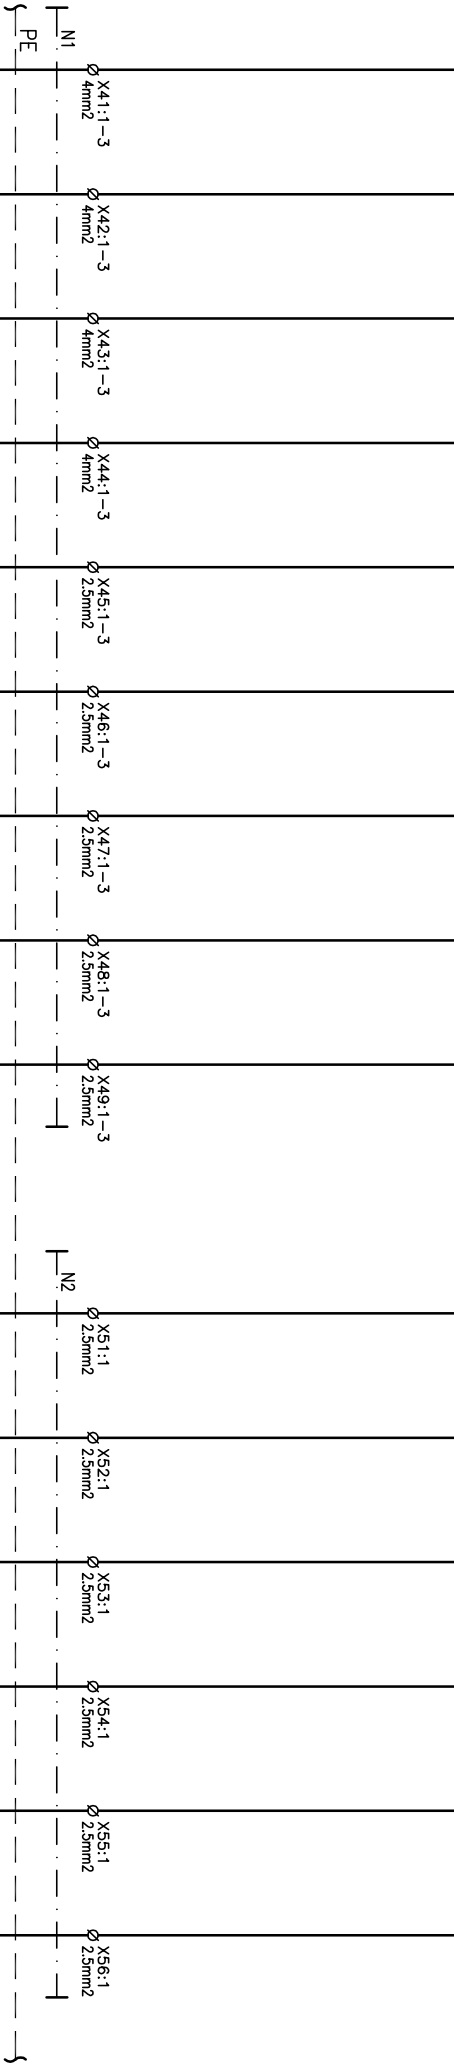 N1
PE
X41:1-3
4mm2
X42:1-3
4mm2
X43:1-3
4mm2
X44:1-3
4mm2
X45:1-3
2.5mm2
X46:1-3
2.5mm2
X47:1-3
2.5mm2
X48:1-3
2.5mm2
X49:1-3
2.5mm2
N2
X51:1
2.5mm2
X52:1
2.5mm2
X53:1
2.5mm2
X54:1
2.5mm2
X55:1
2.5mm2
X56:1
2.5mm2